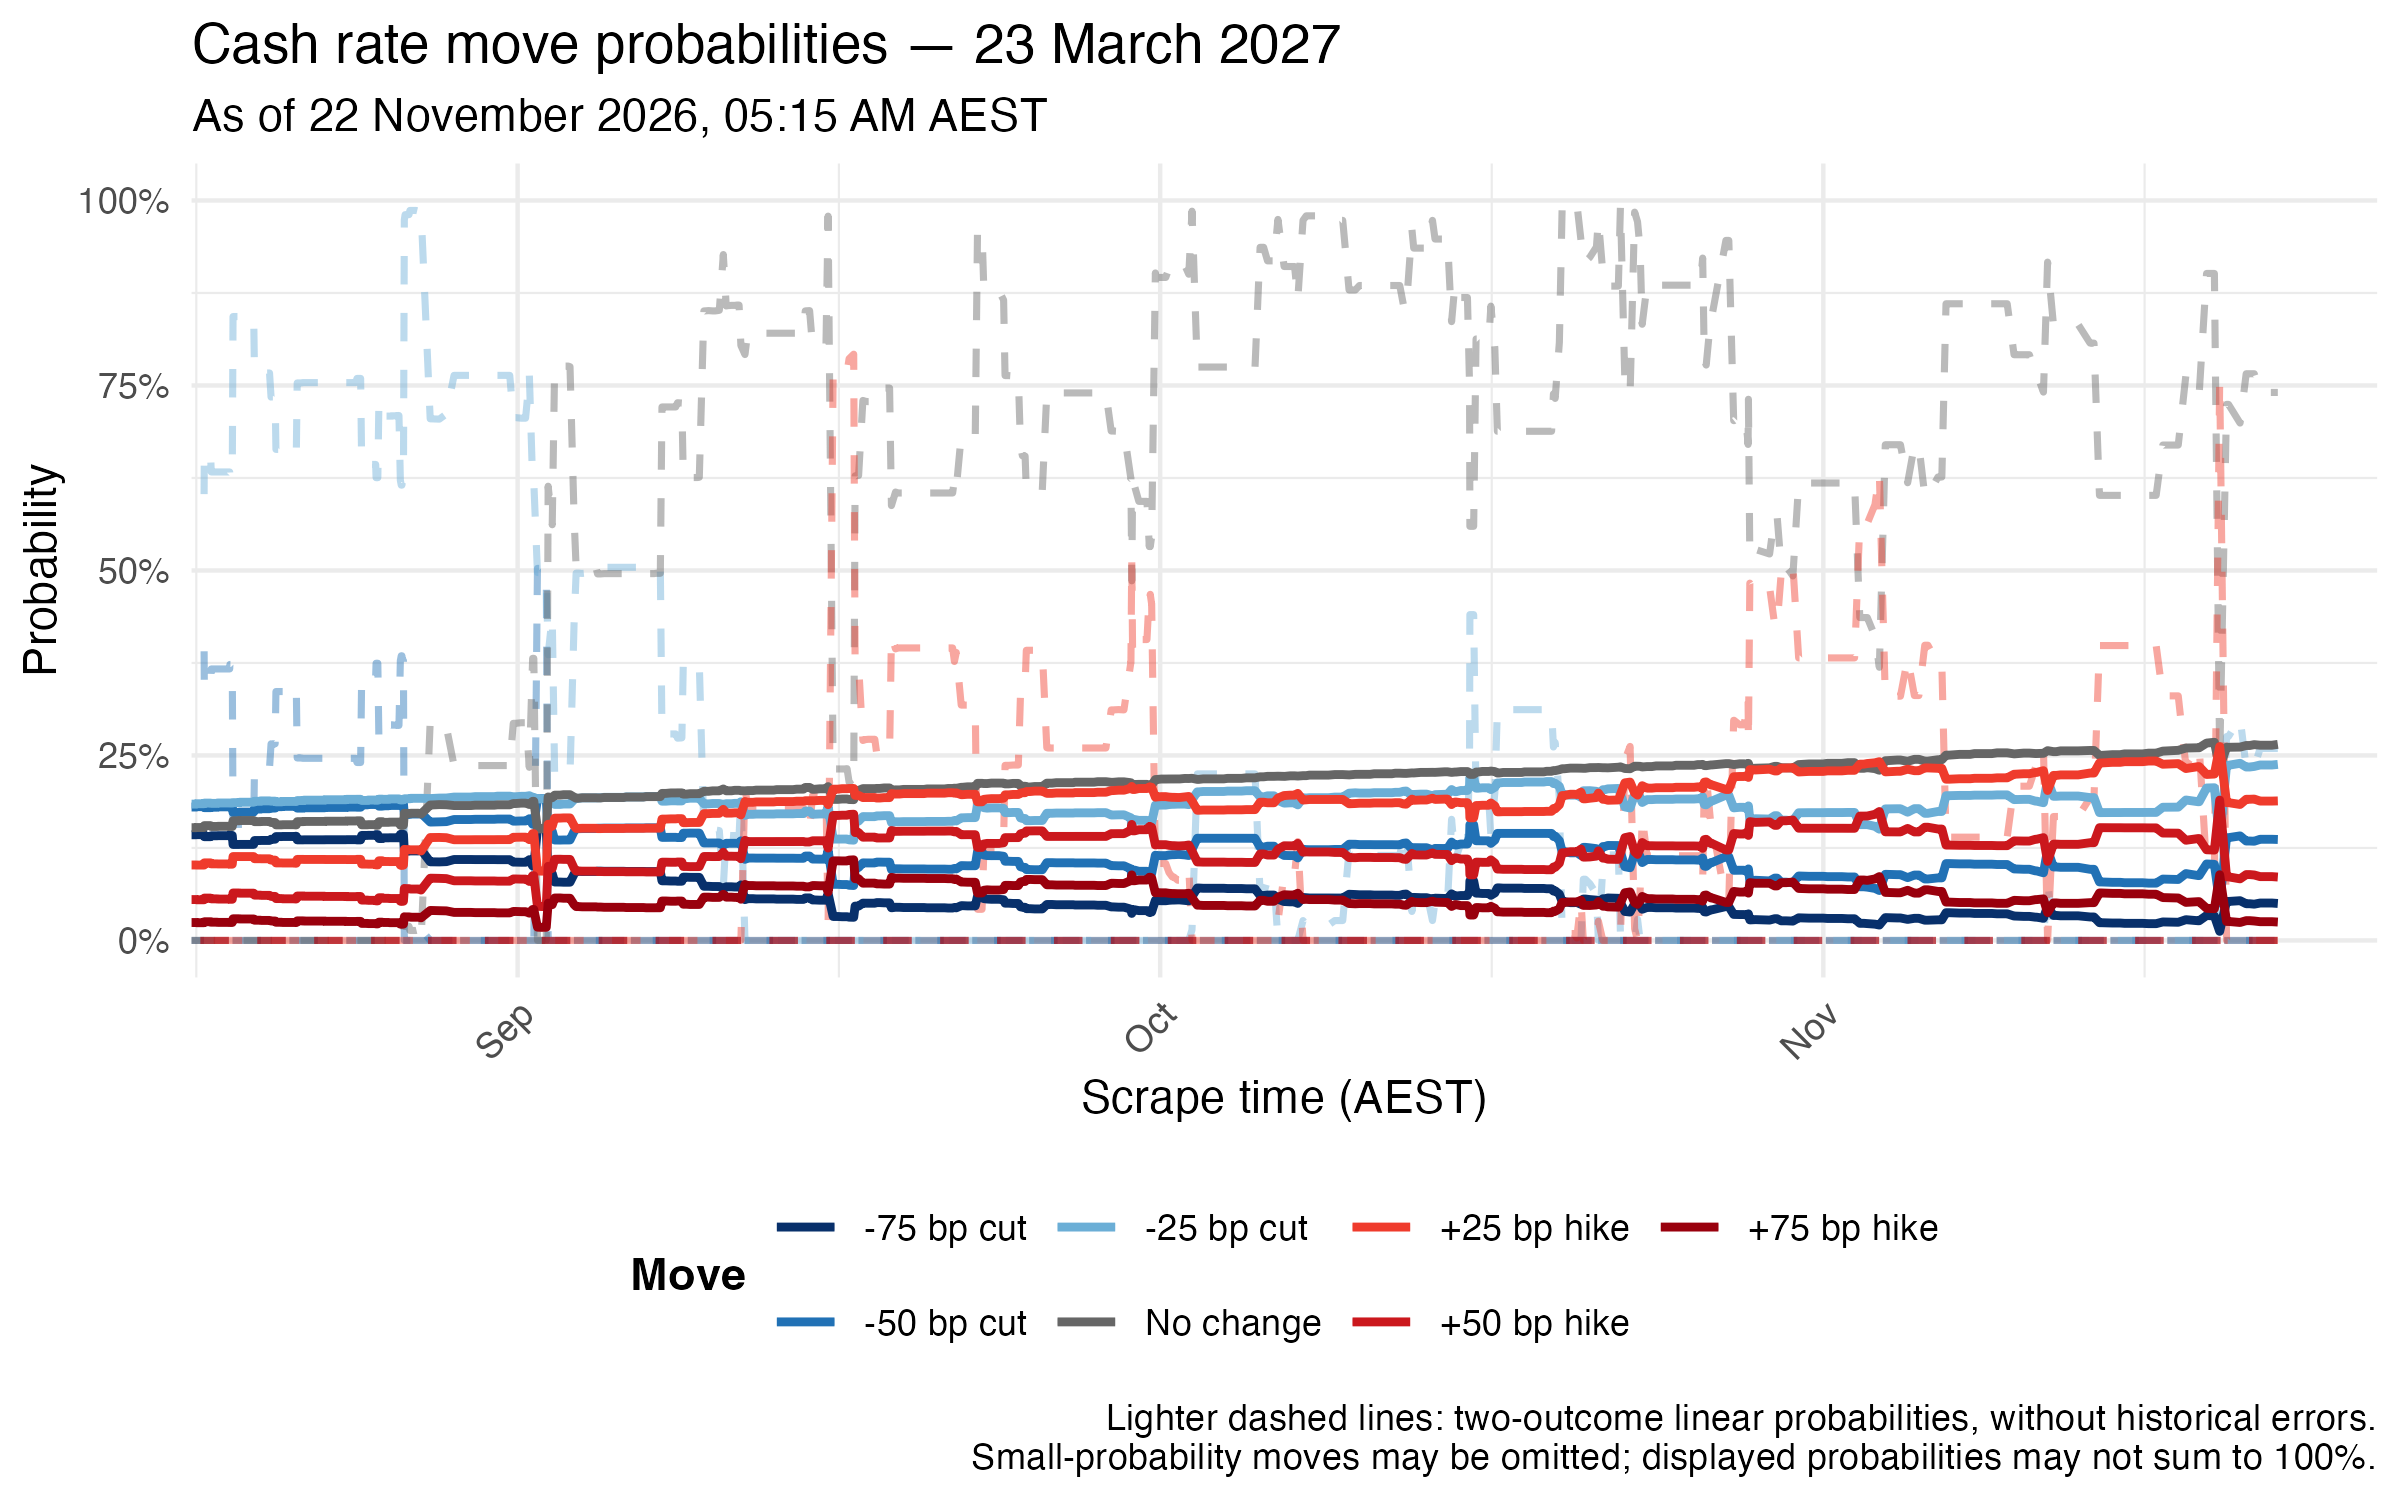 Cash rate move probabilities — 23 March 2027
As of 22 November 2026, 05:15 AM AEST
Probability
100%
75%
50%
25%
0%
Sep
Oct
Nov
Scrape time (AEST)
Move
-75 bp cut
-25 bp cut
+25 bp hike
+75 bp hike
-50 bp cut
No change
+50 bp hike
Lighter dashed lines: two-outcome linear probabilities, without historical errors.
Small-probability moves may be omitted; displayed probabilities may not sum to 100%.